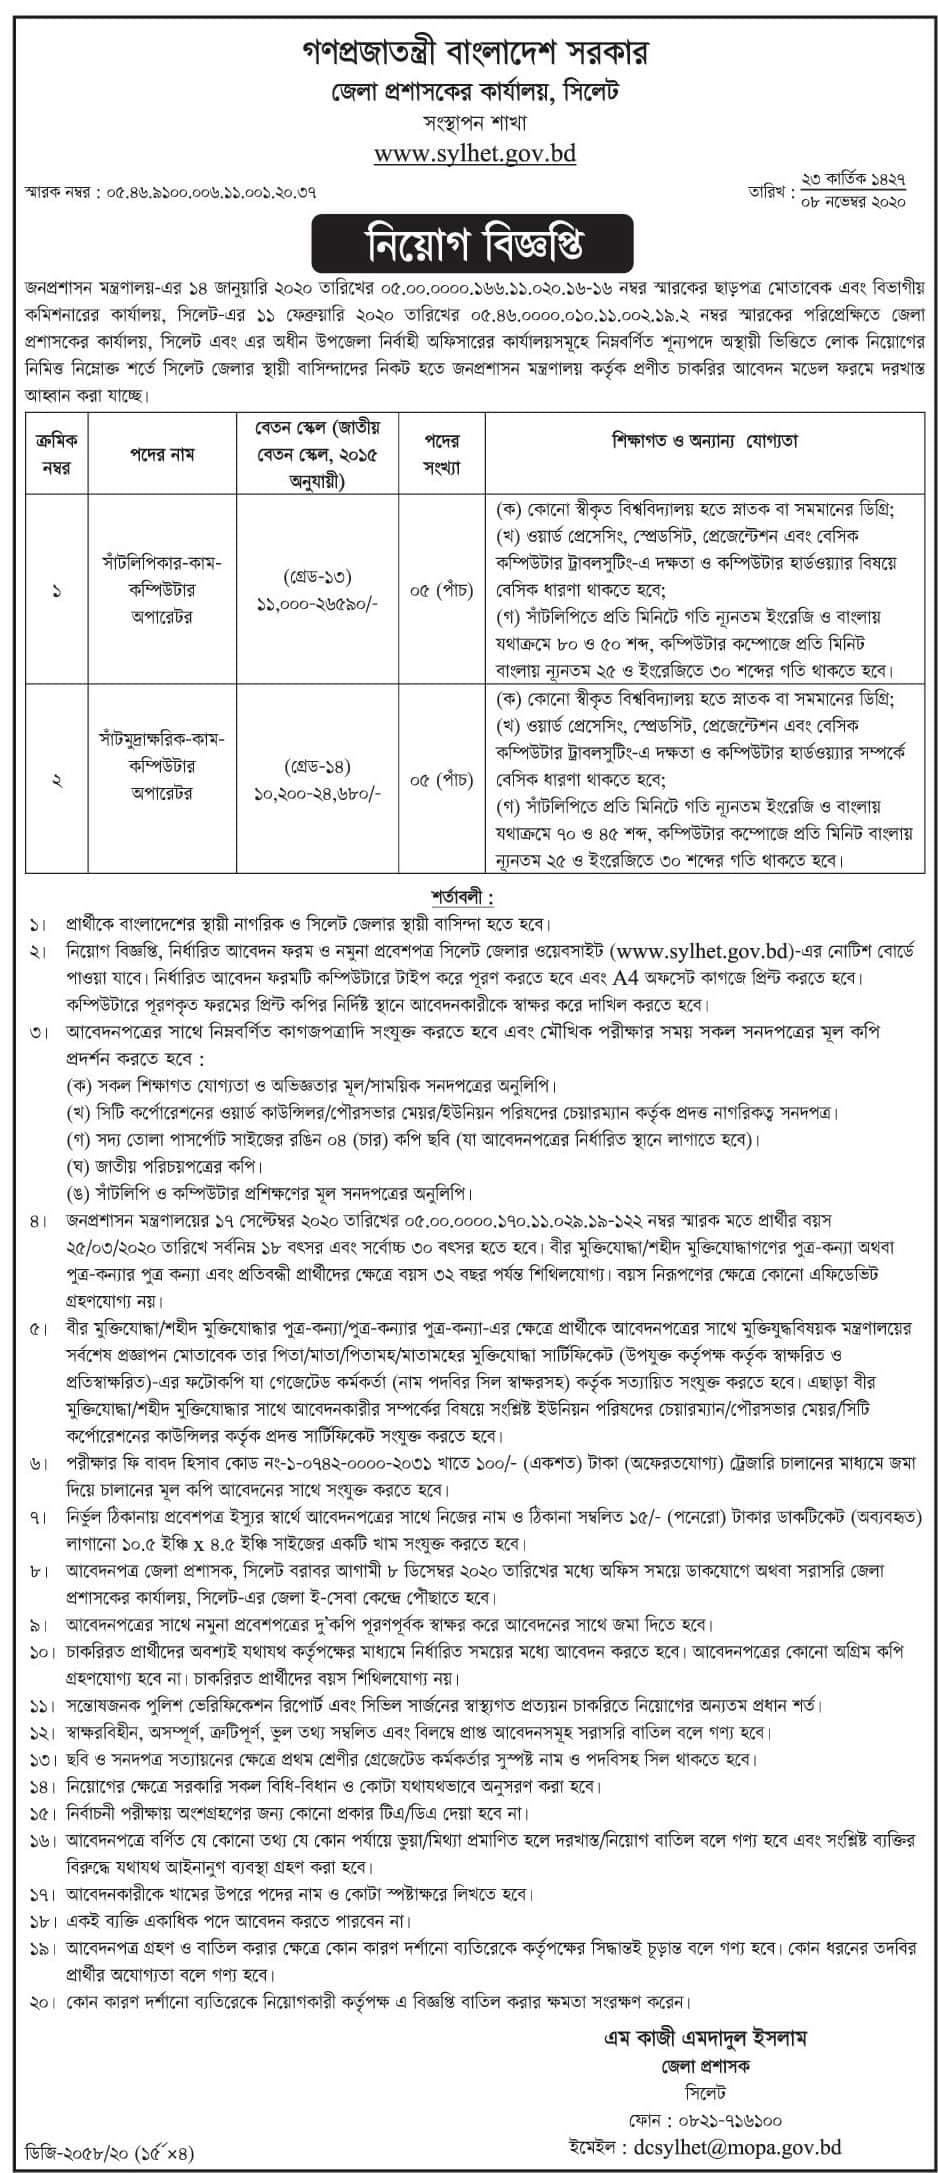 গণপ্রজাতন্ত্রী বাংলাদেশ সরকার
জেলা প্রশাসকের কার্যালয়, সিলেট
সংস্থাপন শাখা
www.sylhet.gov.bd
স্মারক নম্বর : ০৫.৪৬.৯১০০.০০৬.১১.০০১.২০.৩৭
তারিখ : ২৩ কার্তিক ১৪২৭
০৮ নভেম্বর ২০২০
নিয়োগ বিজ্ঞপ্তি
জনপ্রশাসন মন্ত্রণালয়-এর ১৪ জানুয়ারি ২০২০ তারিখের ০৫.০০.০০০০.১৬৬.১১.০২০.১৬-১৬ নম্বর স্মারকের ছাড়পত্র মোতাবেক এবং বিভাগীয়
কমিশনারের কার্যালয়, সিলেট-এর ১১ ফেব্রুয়ারি ২০২০ তারিখের ০৫.৪৬.০০০০.০১০.১১.০০২.১৯.২ নম্বর স্মারকের পরিপ্রেক্ষিতে জেলা
প্রশাসকের কার্যালয়, সিলেট এবং এর অধীন উপজেলা নির্বাহী অফিসারের কার্যালয়সমূহে নিম্নবর্ণিত শূন্যপদে অস্থায়ী ভিত্তিতে লোক নিয়োগের
নিমিত্ত নিম্নোক্ত শর্তে সিলেট জেলার স্থায়ী বাসিন্দাদের নিকট হতে জনপ্রশাসন মন্ত্রণালয় কর্তৃক প্রণীত চাকরির আবেদন মডেল ফরমে দরখাস্ত
আহ্বান করা যাচ্ছে।
ক্রমিক
নম্বর
পদের নাম
বেতন স্কেল (জাতীয়
বেতন স্কেল, ২০১৫
অনুযায়ী)
পদের
সংখ্যা
শিক্ষাগত ও অন্যান্য যোগ্যতা
১
সাঁটলিপিকার-কাম-
কম্পিউটার
অপারেটর
(গ্রেড-১৩)
১১,০০০-২৬৫৯০/-
০৫ (পাঁচ)
(ক) কোনো স্বীকৃত বিশ্ববিদ্যালয় হতে স্নাতক বা সমমানের ডিগ্রি;
(খ) ওয়ার্ড প্রেসেসিং, স্প্রেডসিট, প্রেজেন্টেশন এবং বেসিক
কম্পিউটার ট্রাবলসুটিং-এ দক্ষতা ও কম্পিউটার হার্ডওয়্যার বিষয়ে
বেসিক ধারণা থাকতে হবে;
(গ) সাঁটলিপিতে প্রতি মিনিটে গতি ন্যূনতম ইংরেজি ও বাংলায়
যথাক্রমে ৮০ ও ৫০ শব্দ, কম্পিউটার কম্পোজে প্রতি মিনিট
বাংলায় ন্যূনতম ২৫ ও ইংরেজিতে ৩০ শব্দের গতি থাকতে হবে।
২
সাঁটমুদ্রাক্ষরিক-কাম-
কম্পিউটার
অপারেটর
(গ্রেড-১৪)
১০,২০০-২৪,৬৮০/-
০৫ (পাঁচ)
(ক) কোনো স্বীকৃত বিশ্ববিদ্যালয় হতে স্নাতক বা সমমানের ডিগ্রি;
(খ) ওয়ার্ড প্রেসেসিং, স্প্রেডসিট, প্রেজেন্টেশন এবং বেসিক
কম্পিউটার ট্রাবলসুটিং-এ দক্ষতা ও কম্পিউটার হার্ডওয়্যার সম্পর্কে
বেসিক ধারণা থাকতে হবে;
(গ) সাঁটলিপিতে প্রতি মিনিটে গতি ন্যূনতম ইংরেজি ও বাংলায়
যথাক্রমে ৭০ ও ৪৫ শব্দ, কম্পিউটার কম্পোজে প্রতি মিনিট বাংলায়
ন্যূনতম ২৫ ও ইংরেজিতে ৩০ শব্দের গতি থাকতে হবে।
শর্তাবলী :
১। প্রার্থীকে বাংলাদেশের স্থায়ী নাগরিক ও সিলেট জেলার স্থায়ী বাসিন্দা হতে হবে।
২। নিয়োগ বিজ্ঞপ্তি, নির্ধারিত আবেদন ফরম ও নমুনা প্রবেশপত্র সিলেট জেলার ওয়েবসাইট (www.sylhet.gov.bd)-এর নোটিশ বোর্ডে
পাওয়া যাবে। নির্ধারিত আবেদন ফরমটি কম্পিউটারে টাইপ করে পূরণ করতে হবে এবং A4 অফসেট কাগজে প্রিন্ট করতে হবে।
কম্পিউটারে পূরণকৃত ফরমের প্রিন্ট কপির নির্দিষ্ট স্থানে আবেদনকারীকে স্বাক্ষর করে দাখিল করতে হবে।
৩। আবেদনপত্রের সাথে নিম্নবর্ণিত কাগজপত্রাদি সংযুক্ত করতে হবে এবং মৌখিক পরীক্ষার সময় সকল সনদপত্রের মূল কপি
প্রদর্শন করতে হবে :
(ক) সকল শিক্ষাগত যোগ্যতা ও অভিজ্ঞতার মূল/সাময়িক সনদপত্রের অনুলিপি।
(খ) সিটি কর্পোরেশনের ওয়ার্ড কাউন্সিলর/পৌরসভার মেয়র/ইউনিয়ন পরিষদের চেয়ারম্যান কর্তৃক প্রদত্ত নাগরিকত্ব সনদপত্র।
(গ) সদ্য তোলা পাসপোর্ট সাইজের রঙিন ০৪ (চার) কপি ছবি (যা আবেদনপত্রের নির্ধারিত স্থানে লাগাতে হবে)।
(ঘ) জাতীয় পরিচয়পত্রের কপি।
(ঙ) সাঁটলিপি ও কম্পিউটার প্রশিক্ষণের মূল সনদপত্রের অনুলিপি।
৪। জনপ্রশাসন মন্ত্রণালয়ের ১৭ সেপ্টেম্বর ২০২০ তারিখের ০৫.০০.০০০০.১৭০.১১.০২৯.১৯-১২২ নম্বর স্মারক মতে প্রার্থীর বয়স
২৫/০৩/২০২০ তারিখে সর্বনিম্ন ১৮ বৎসর এবং সর্বোচ্চ ৩০ বৎসর হতে হবে। বীর মুক্তিযোদ্ধা/শহীদ মুক্তিযোদ্ধাগণের পুত্র-কন্যা অথবা
পুত্র-কন্যার পুত্র কন্যা এবং প্রতিবন্ধী প্রার্থীদের ক্ষেত্রে বয়স ৩২ বছর পর্যন্ত শিথিলযোগ্য। বয়স নিরূপণের ক্ষেত্রে কোনো এফিডেভিট
গ্রহণযোগ্য নয়।
৫। বীর মুক্তিযোদ্ধা/শহীদ মুক্তিযোদ্ধার পুত্র-কন্যা/পুত্র-কন্যার পুত্র-কন্যা-এর ক্ষেত্রে প্রার্থীকে আবেদনপত্রের সাথে মুক্তিযুদ্ধবিষয়ক মন্ত্রণালয়ের
সর্বশেষ প্রজ্ঞাপন মোতাবেক তার পিতা/মাতা/পিতামহ/মাতামহের মুক্তিযোদ্ধা সার্টিফিকেট (উপযুক্ত কর্তৃপক্ষ কর্তৃক স্বাক্ষরিত ও
প্রতিস্বাক্ষরিত)-এর ফটোকপি যা গেজেটেড কর্মকর্তা (নাম পদবির সিল স্বাক্ষরসহ) কর্তৃক সত্যায়িত সংযুক্ত করতে হবে। এছাড়া বীর
মুক্তিযোদ্ধা/শহীদ মুক্তিযোদ্ধার সাথে আবেদনকারীর সম্পর্কের বিষয়ে সংশ্লিষ্ট ইউনিয়ন পরিষদের চেয়ারম্যান/পৌরসভার মেয়র/সিটি
কর্পোরেশনের কাউন্সিলর কর্তৃক প্রদত্ত সার্টিফিকেট সংযুক্ত করতে হবে।
৬। পরীক্ষার ফি বাবদ হিসাব কোড নং-১-০৭৪২-০০০০-২০৩১ খাতে ১০০/- (একশত) টাকা (অফেরতযোগ্য) ট্রেজারি চালানের মাধ্যমে জমা
দিয়ে চালানের মূল কপি আবেদনের সাথে সংযুক্ত করতে হবে।
৭। নির্ভুল ঠিকানায় প্রবেশপত্র ইস্যুর স্বার্থে আবেদনপত্রের সাথে নিজের নাম ও ঠিকানা সম্বলিত ১৫/- (পনেরো) টাকার ডাকটিকেট (অব্যবহৃত)
লাগানো ১০.৫ ইঞ্চি x ৪.৫ ইঞ্চি সাইজের একটি খাম সংযুক্ত করতে হবে।
৮। আবেদনপত্র জেলা প্রশাসক, সিলেট বরাবর আগামী ৮ ডিসেম্বর ২০২০ তারিখের মধ্যে অফিস সময়ে ডাকযোগে অথবা সরাসরি জেলা
প্রশাসকের কার্যালয়, সিলেট-এর জেলা ই-সেবা কেন্দ্রে পৌঁছাতে হবে।
৯। আবেদনপত্রের সাথে নমুনা প্রবেশপত্রের দু'কপি পূরণপূর্বক স্বাক্ষর করে আবেদনের সাথে জমা দিতে হবে।
১০। চাকরিরত প্রার্থীদের অবশ্যই যথাযথ কর্তৃপক্ষের মাধ্যমে নির্ধারিত সময়ের মধ্যে আবেদন করতে হবে। আবেদনপত্রের কোনো অগ্রিম কপি
গ্রহণযোগ্য হবে না। চাকরিরত প্রার্থীদের বয়স শিথিলযোগ্য নয়।
১১। সন্তোষজনক পুলিশ ভেরিফিকেশন রিপোর্ট এবং সিভিল সার্জনের স্বাস্থ্যগত প্রত্যয়ন চাকরিতে নিয়োগের অন্যতম প্রধান শর্ত।
১২। স্বাক্ষরবিহীন, অসম্পূর্ণ, ত্রুটিপূর্ণ, ভুল তথ্য সম্বলিত এবং বিলম্বে প্রাপ্ত আবেদনসমূহ সরাসরি বাতিল বলে গণ্য হবে।
১৩। ছবি ও সনদপত্র সত্যায়নের ক্ষেত্রে প্রথম শ্রেণীর গ্রেজেটেড কর্মকর্তার সুস্পষ্ট নাম ও পদবিসহ সিল থাকতে হবে।
১৪। নিয়োগের ক্ষেত্রে সরকারি সকল বিধি-বিধান ও কোটা যথাযথভাবে অনুসরণ করা হবে।
১৫। নির্বাচনী পরীক্ষায় অংশগ্রহণের জন্য কোনো প্রকার টিএ/ডিএ দেয়া হবে না।
১৬। আবেদনপত্রে বর্ণিত যে কোনো তথ্য যে কোন পর্যায়ে ভুয়া/মিথ্যা প্রমাণিত হলে দরখাস্ত/নিয়োগ বাতিল বলে গণ্য হবে এবং সংশ্লিষ্ট ব্যক্তির
বিরুদ্ধে যথাযথ আইনানুগ ব্যবস্থা গ্রহণ করা হবে।
১৭। আবেদনকারীকে খামের উপরে পদের নাম ও কোটা স্পষ্টাক্ষরে লিখতে হবে।
১৮। একই ব্যক্তি একাধিক পদে আবেদন করতে পারবেন না।
১৯। আবেদনপত্র গ্রহণ ও বাতিল করার ক্ষেত্রে কোন কারণ দর্শানো ব্যতিরেকে কর্তৃপক্ষের সিদ্ধান্তই চূড়ান্ত বলে গণ্য হবে। কোন ধরনের তদবির
প্রার্থীর অযোগ্যতা বলে গণ্য হবে।
২০। কোন কারণ দর্শানো ব্যতিরেকে নিয়োগকারী কর্তৃপক্ষ এ বিজ্ঞপ্তি বাতিল করার ক্ষমতা সংরক্ষণ করেন।
এম কাজী এমদাদুল ইসলাম
জেলা প্রশাসক
সিলেট
ফোন : ০৮২১-৭১৬১০০
ইমেইল : dcsylhet@mopa.gov.bd
ডিজি-২০৫৮/২০ (১৫˝×৪)